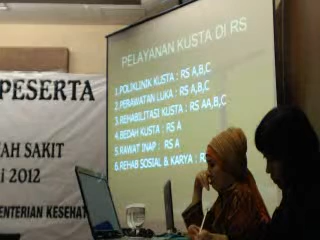 PESERTA
AH SAKIT
i 2012
ENTERIAN KESEHAT
PELAYANAN KUSTA DI RS
1.POLIKLINIK KUSTA : RS A,B,C
2.PERAWATAN LUKA : RS A,B,C
3.REHABILITASI KUSTA : RS AA,B,C
4.BEDAH KUSTA : RS A
5.RAWAT INAP : RS A
6.REHAB SOSIAL & KARYA : R